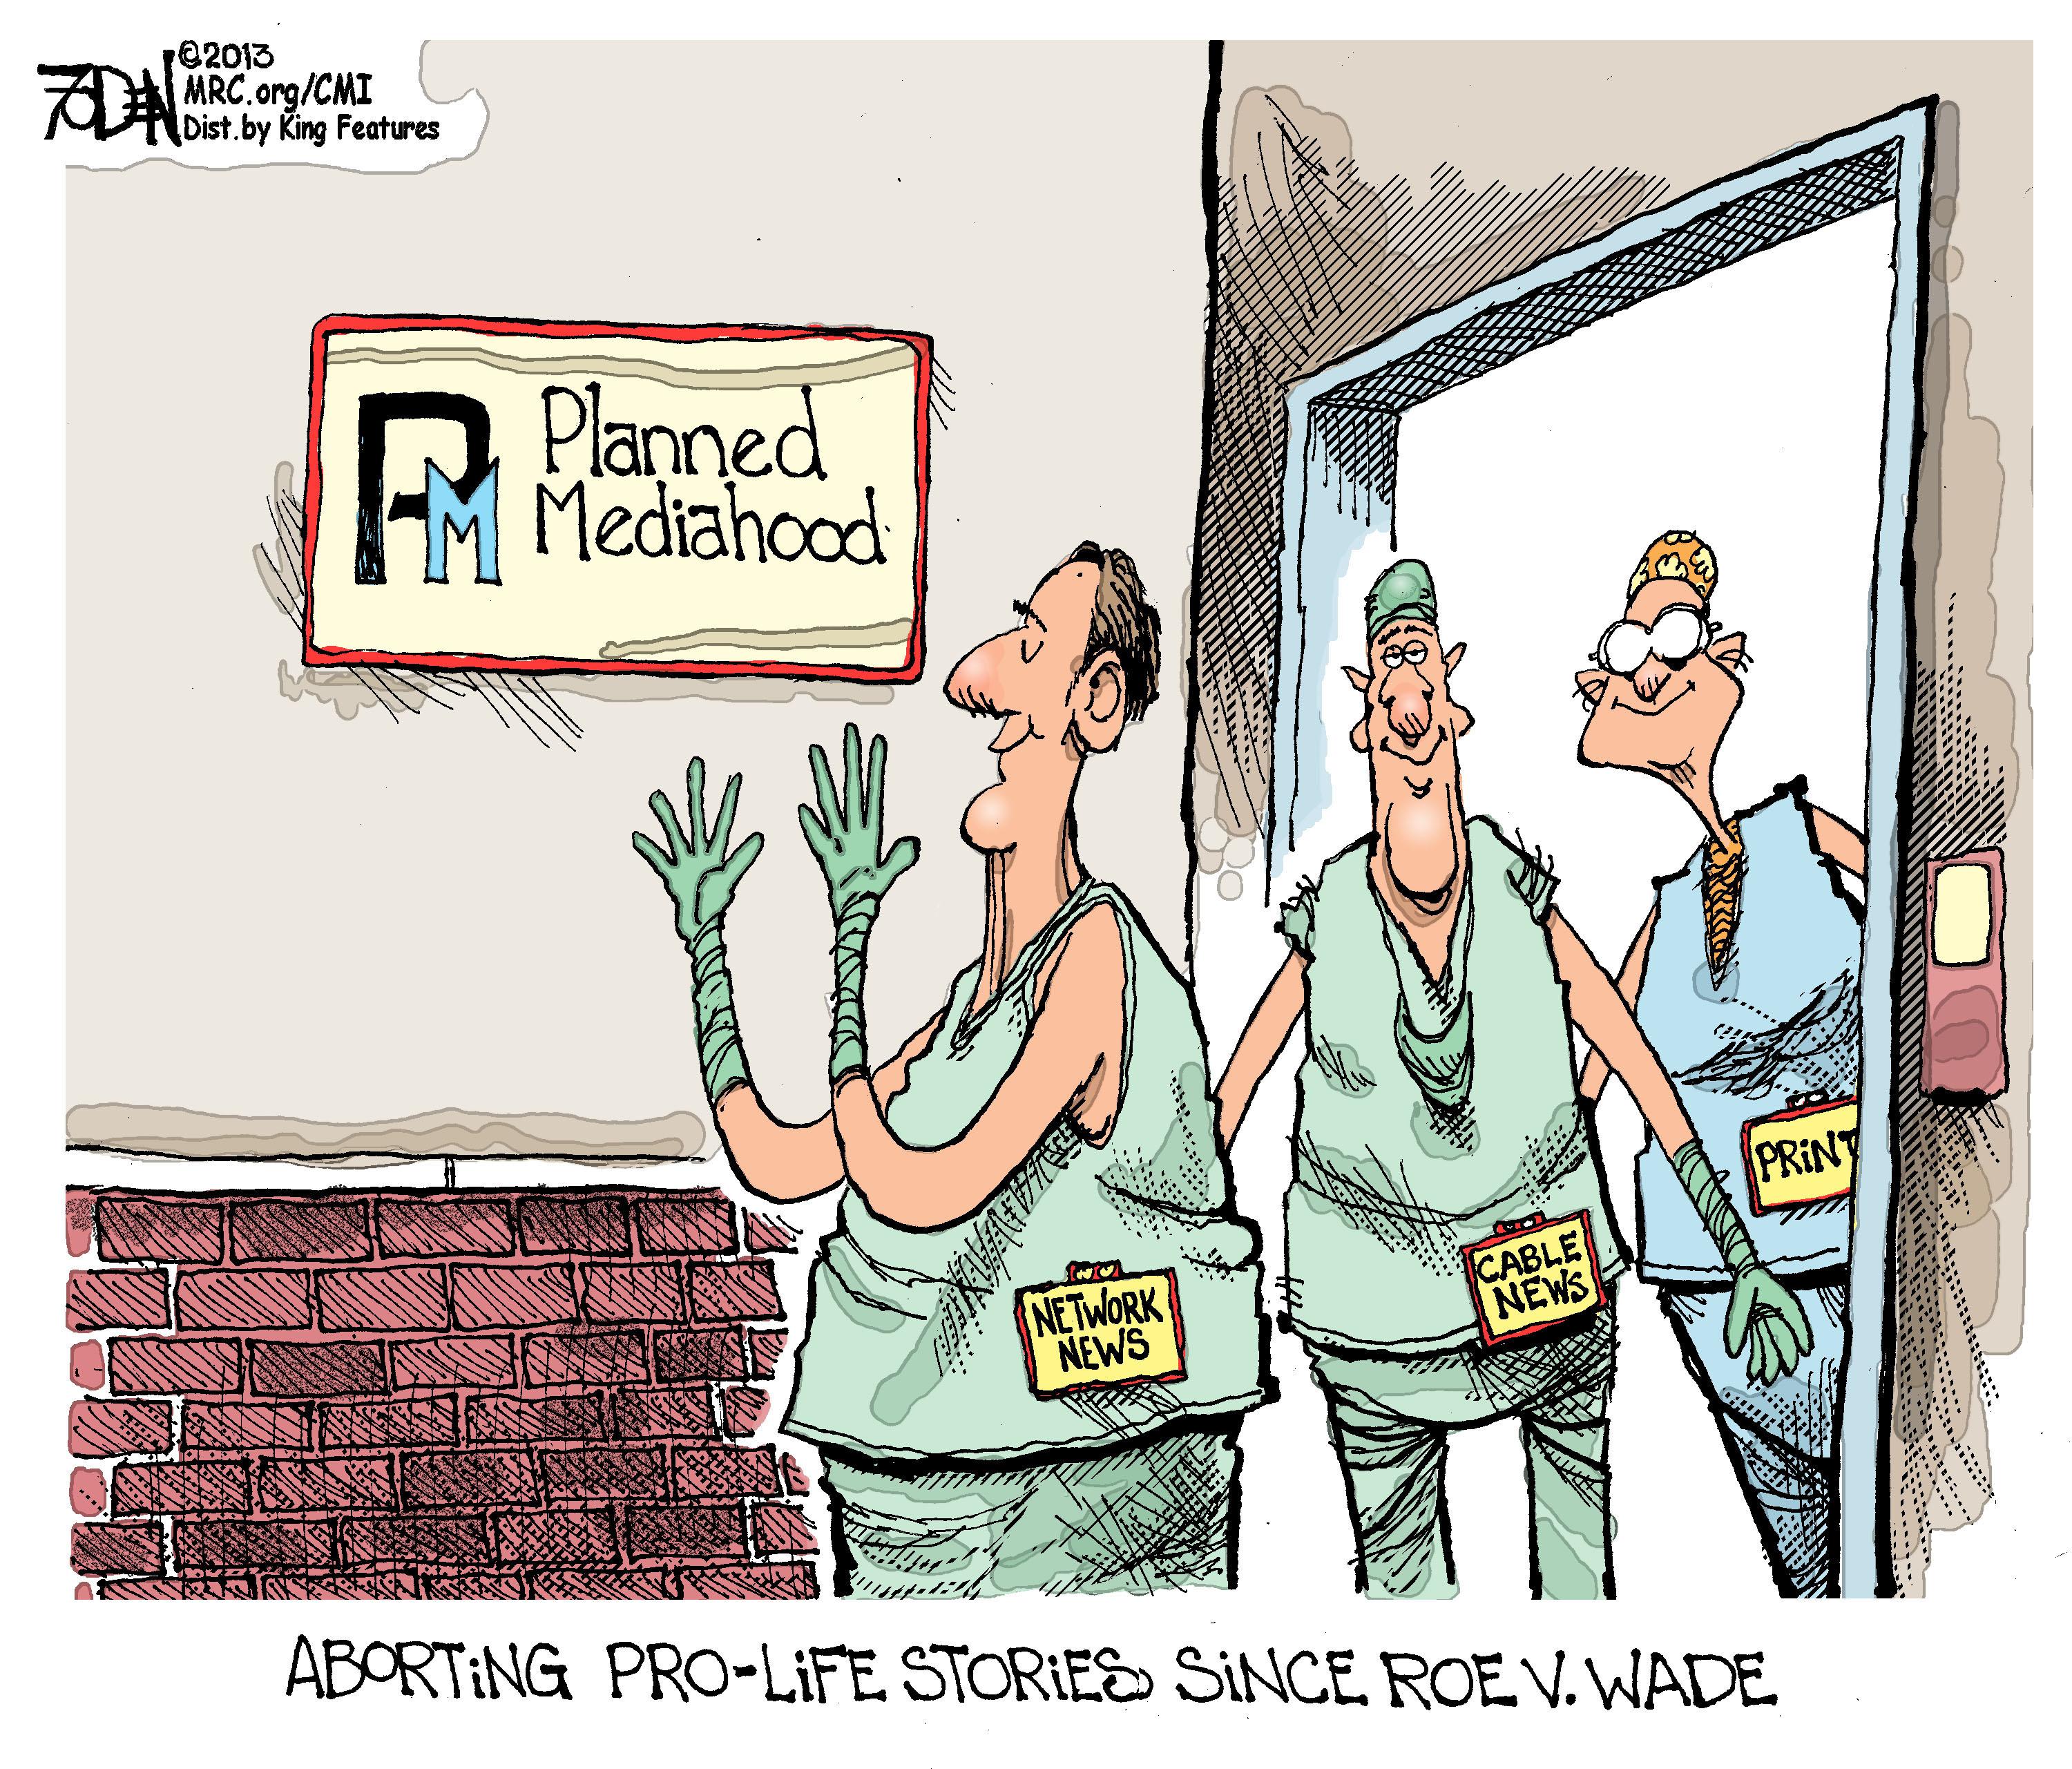 ©2013
MRC.org/CMI
Dist.by King Features
PM
Planned
Mediahood
NETWORK
NEWS
CABLE
NEWS
PRINT
ABORTING PRO-LIFE STORIES SINCE ROE V. WADE